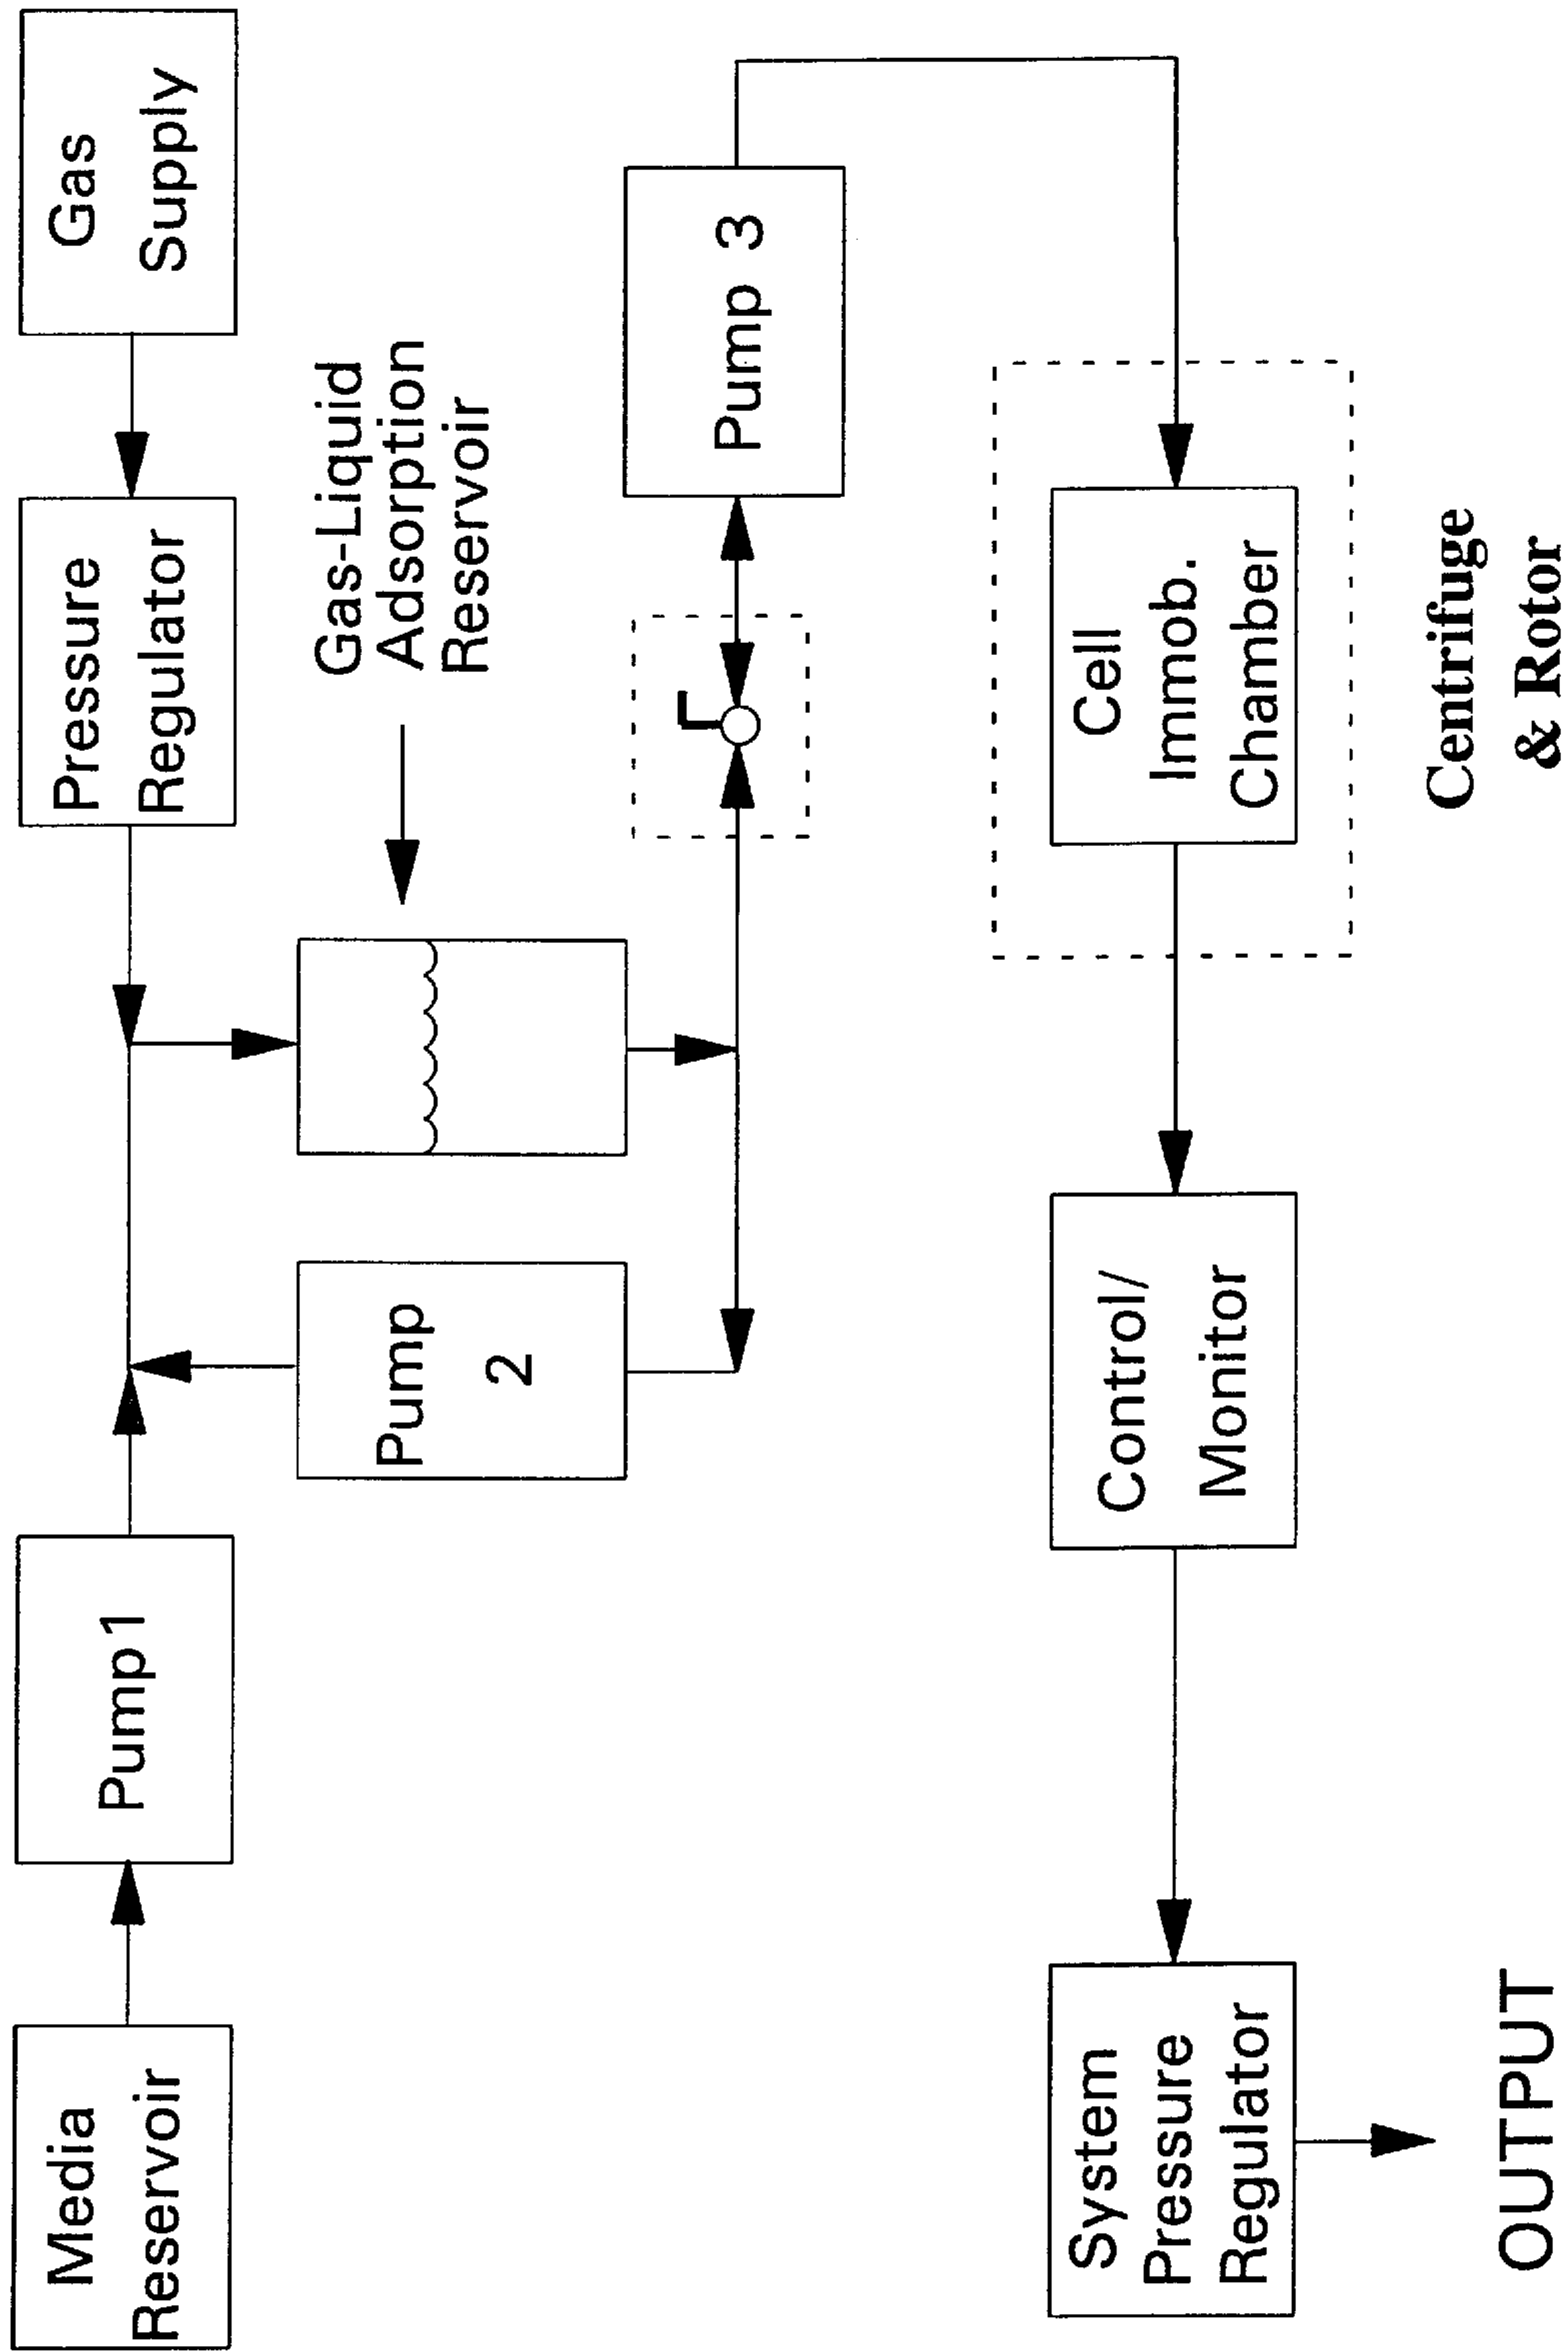 Media
Reservoir
Pump1
Pressure
Regulator
Gas
Supply
Pump
2
Gas-Liquid
Adsorption
Reservoir
Pump 3
System
Pressure
Regulator
Control/
Monitor
Cell
Immob.
Chamber
OUTPUT
Centrifuge
& Rotor